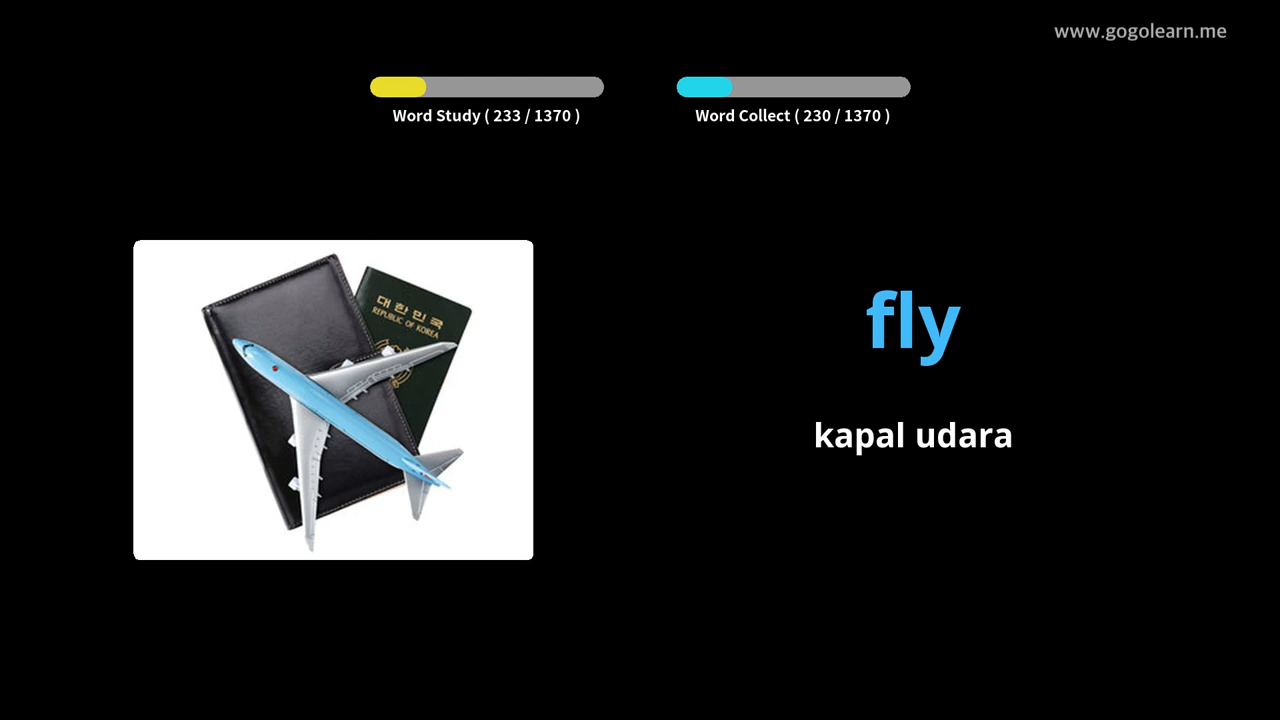 www.gogolearn.me
Word Study ( 233 / 1370 )
Word Collect ( 230 / 1370 )
대한민국
REPUBLIC OF KOREA
fly
kapal udara